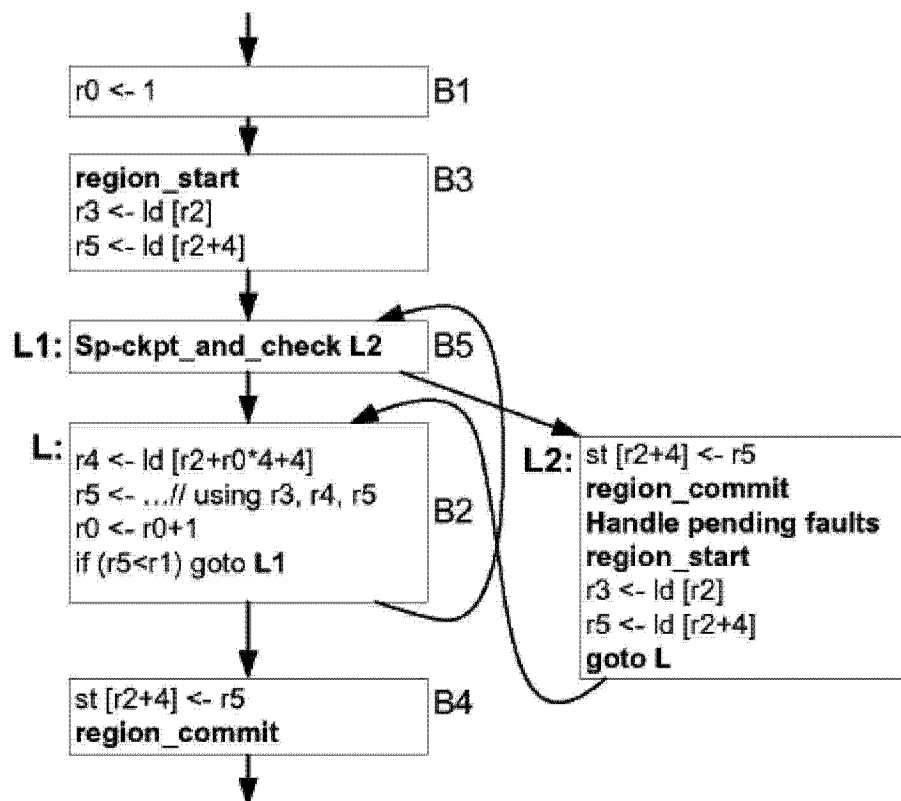 r0 <- 1
B1
region_start
r3 <- ld [r2]
r5 <- ld [r2+4]
B3
L1: Sp-ckpt_and_check L2
B5
L:
r4 <- ld [r2+r0*4+4]
r5 <- ...// using r3, r4, r5
r0 <- r0+1
if (r5<r1) goto L1
B2
L2: st [r2+4] <- r5
region_commit
Handle pending faults
region_start
r3 <- ld [r2]
r5 <- ld [r2+4]
goto L
st [r2+4] <- r5
region_commit
B4